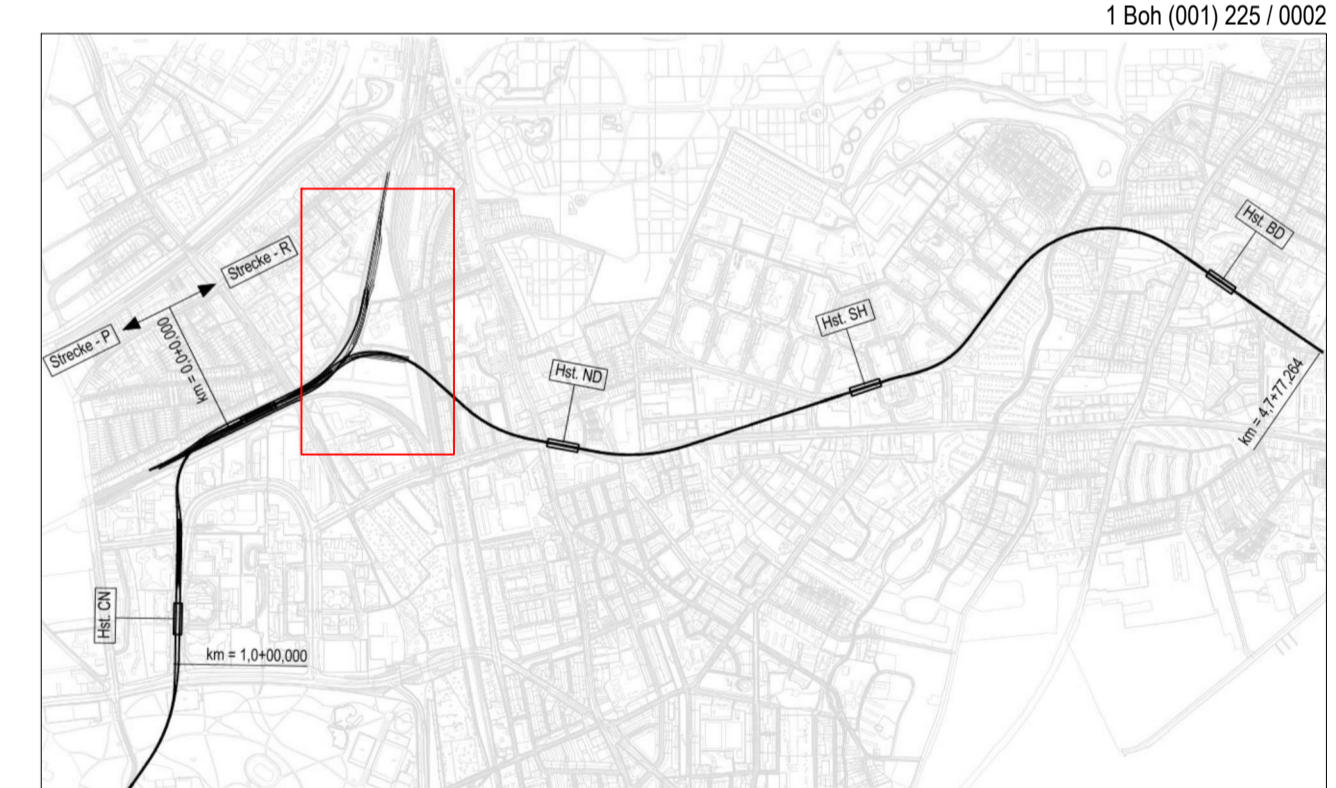 1 Boh (001) 225 / 0002
Hst. BD
Strecke - R
Strecke - P
km = 0,0+0,000
Hst. SH
Hst. ND
km = 4,7+77,264
Hst. CN
km = 1,0+00,000